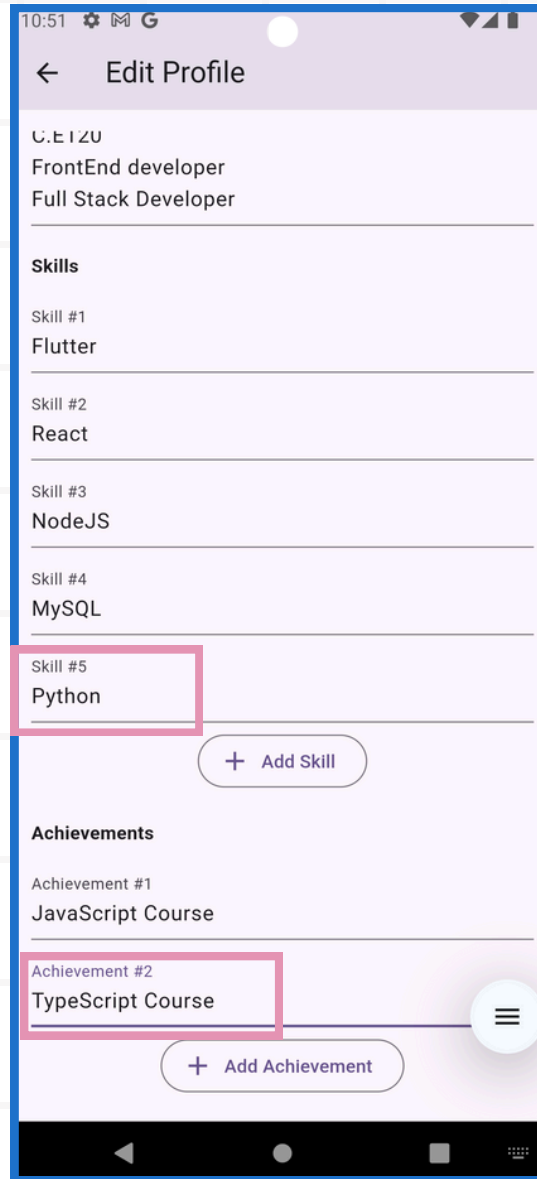 10:51 G
Edit Profile
C.ET20
FrontEnd developer
Full Stack Developer
Skills
Skill #1
Flutter
Skill #2
React
Skill #3
NodeJS
Skill #4
MySQL
Skill #5
Python
+ Add Skill
Achievements
Achievement #1
JavaScript Course
Achievement #2
TypeScript Course
+ Add Achievement